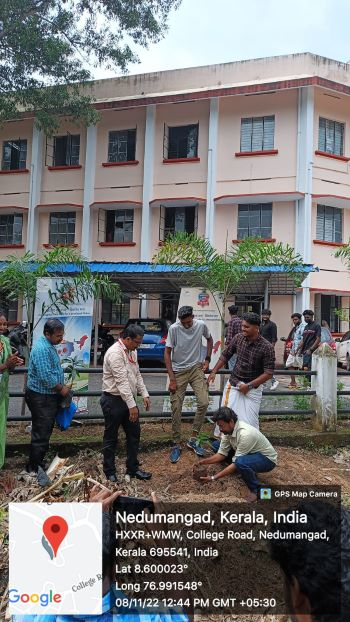 GPS Map Camera
Nedumangad, Kerala, India
HXXR+WMW, College Road, Nedumangad,
Kerala 695541, India
Lat 8.600023°
Long 76.991548°
08/11/22 12:44 PM GMT +05:30
Google
College